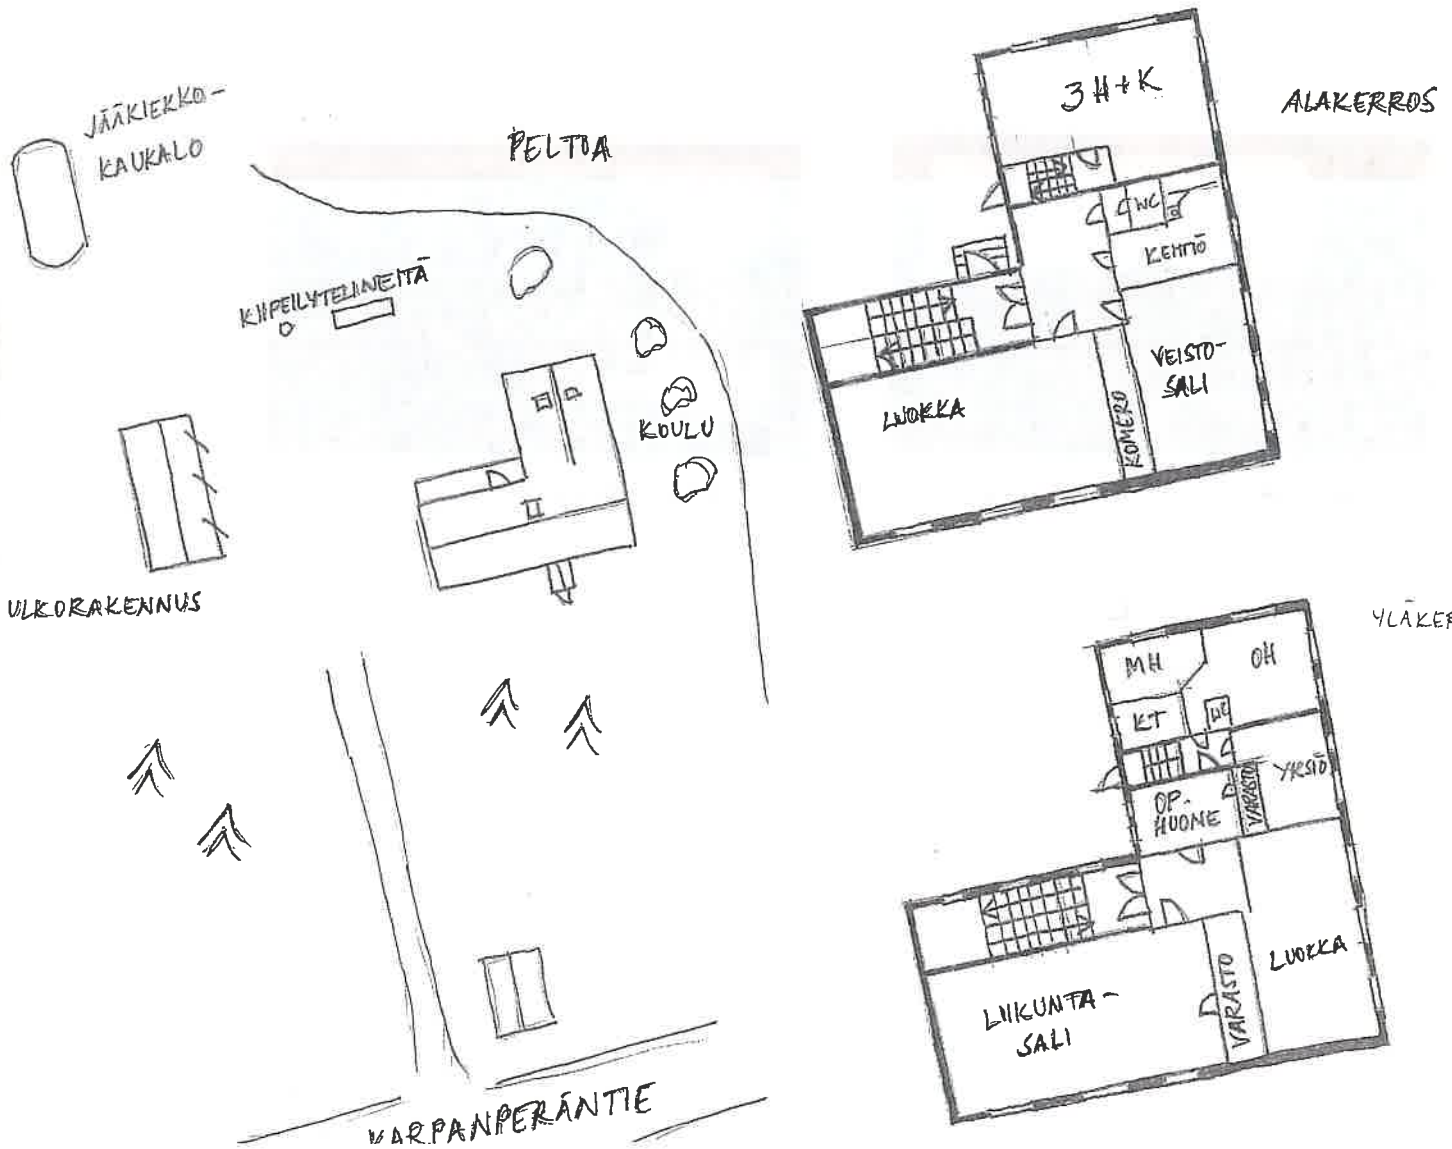 JÄÄKIEKKO-
KAUKALO
PELTOA
KIIPEILYTELINEITÄ
KOULU
ULKORAKENNUS
KARPANPERÄNTIE
ALAKERROS
3H+K
WC
KEITTIÖ
VEISTO-
SALI
LUOKKA
KOMERO
YLÄKER
MH
OH
KT
WC
YKSIÖ
OP.-
HUONE
VARASTO
LUOKKA
LIIKUNTA-
SALI
VARASTO